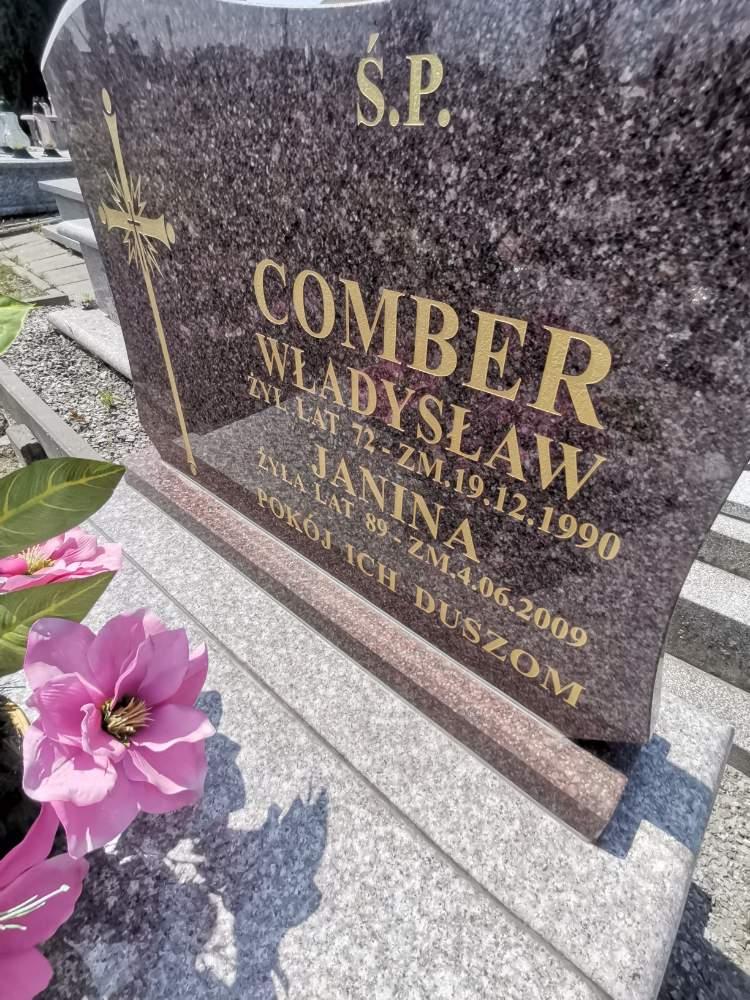 Ś.P.
COMBER
WŁADYSŁAW
ŻYŁ LAT 72 - ZM.19.12.1990
JANINA
ŻYŁA LAT 89 - ZM.4.06.2009
POKÓJ ICH DUSZOM